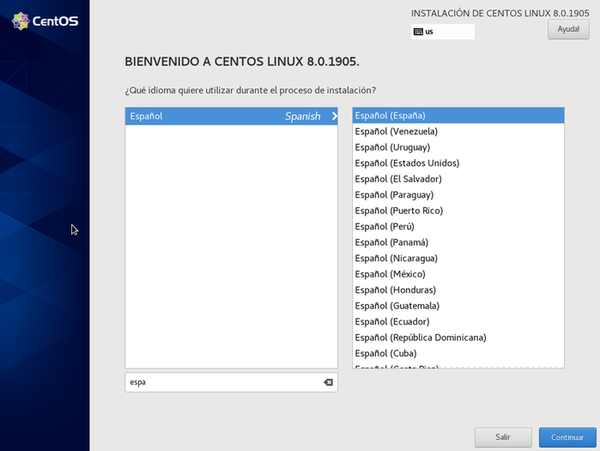 CentOS
INSTALACIÓN DE CENTOS LINUX 8.0.1905
us
Ayuda!
BIENVENIDO A CENTOS LINUX 8.0.1905.
¿Qué idioma quiere utilizar durante el proceso de instalación?
Español Spanish
Español (España)
Español (Venezuela)
Español (Uruguay)
Español (Estados Unidos)
Español (El Salvador)
Español (Paraguay)
Español (Puerto Rico)
Español (Perú)
Español (Panamá)
Español (Nicaragua)
Español (México)
Español (Honduras)
Español (Guatemala)
Español (Ecuador)
Español (República Dominicana)
Español (Cuba)
Español (Costa Rica)
espa
Salir
Continuar